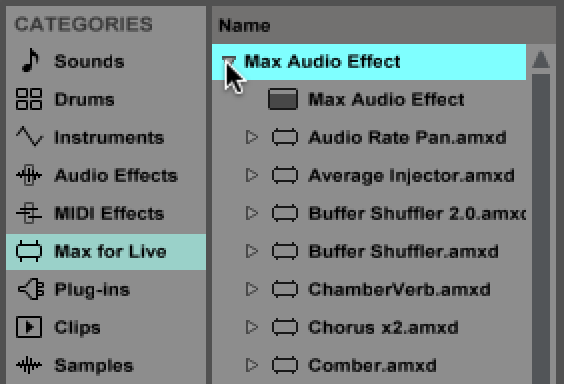 CATEGORIES
Sounds
Drums
Instruments
Audio Effects
MIDI Effects
Max for Live
Plug-ins
Clips
Samples
Name
Max Audio Effect
Max Audio Effect
Audio Rate Pan.amxd
Average Injector.amxd
Buffer Shuffler 2.0.amxd
Buffer Shuffler.amxd
ChamberVerb.amxd
Chorus x2.amxd
Comber.amxd